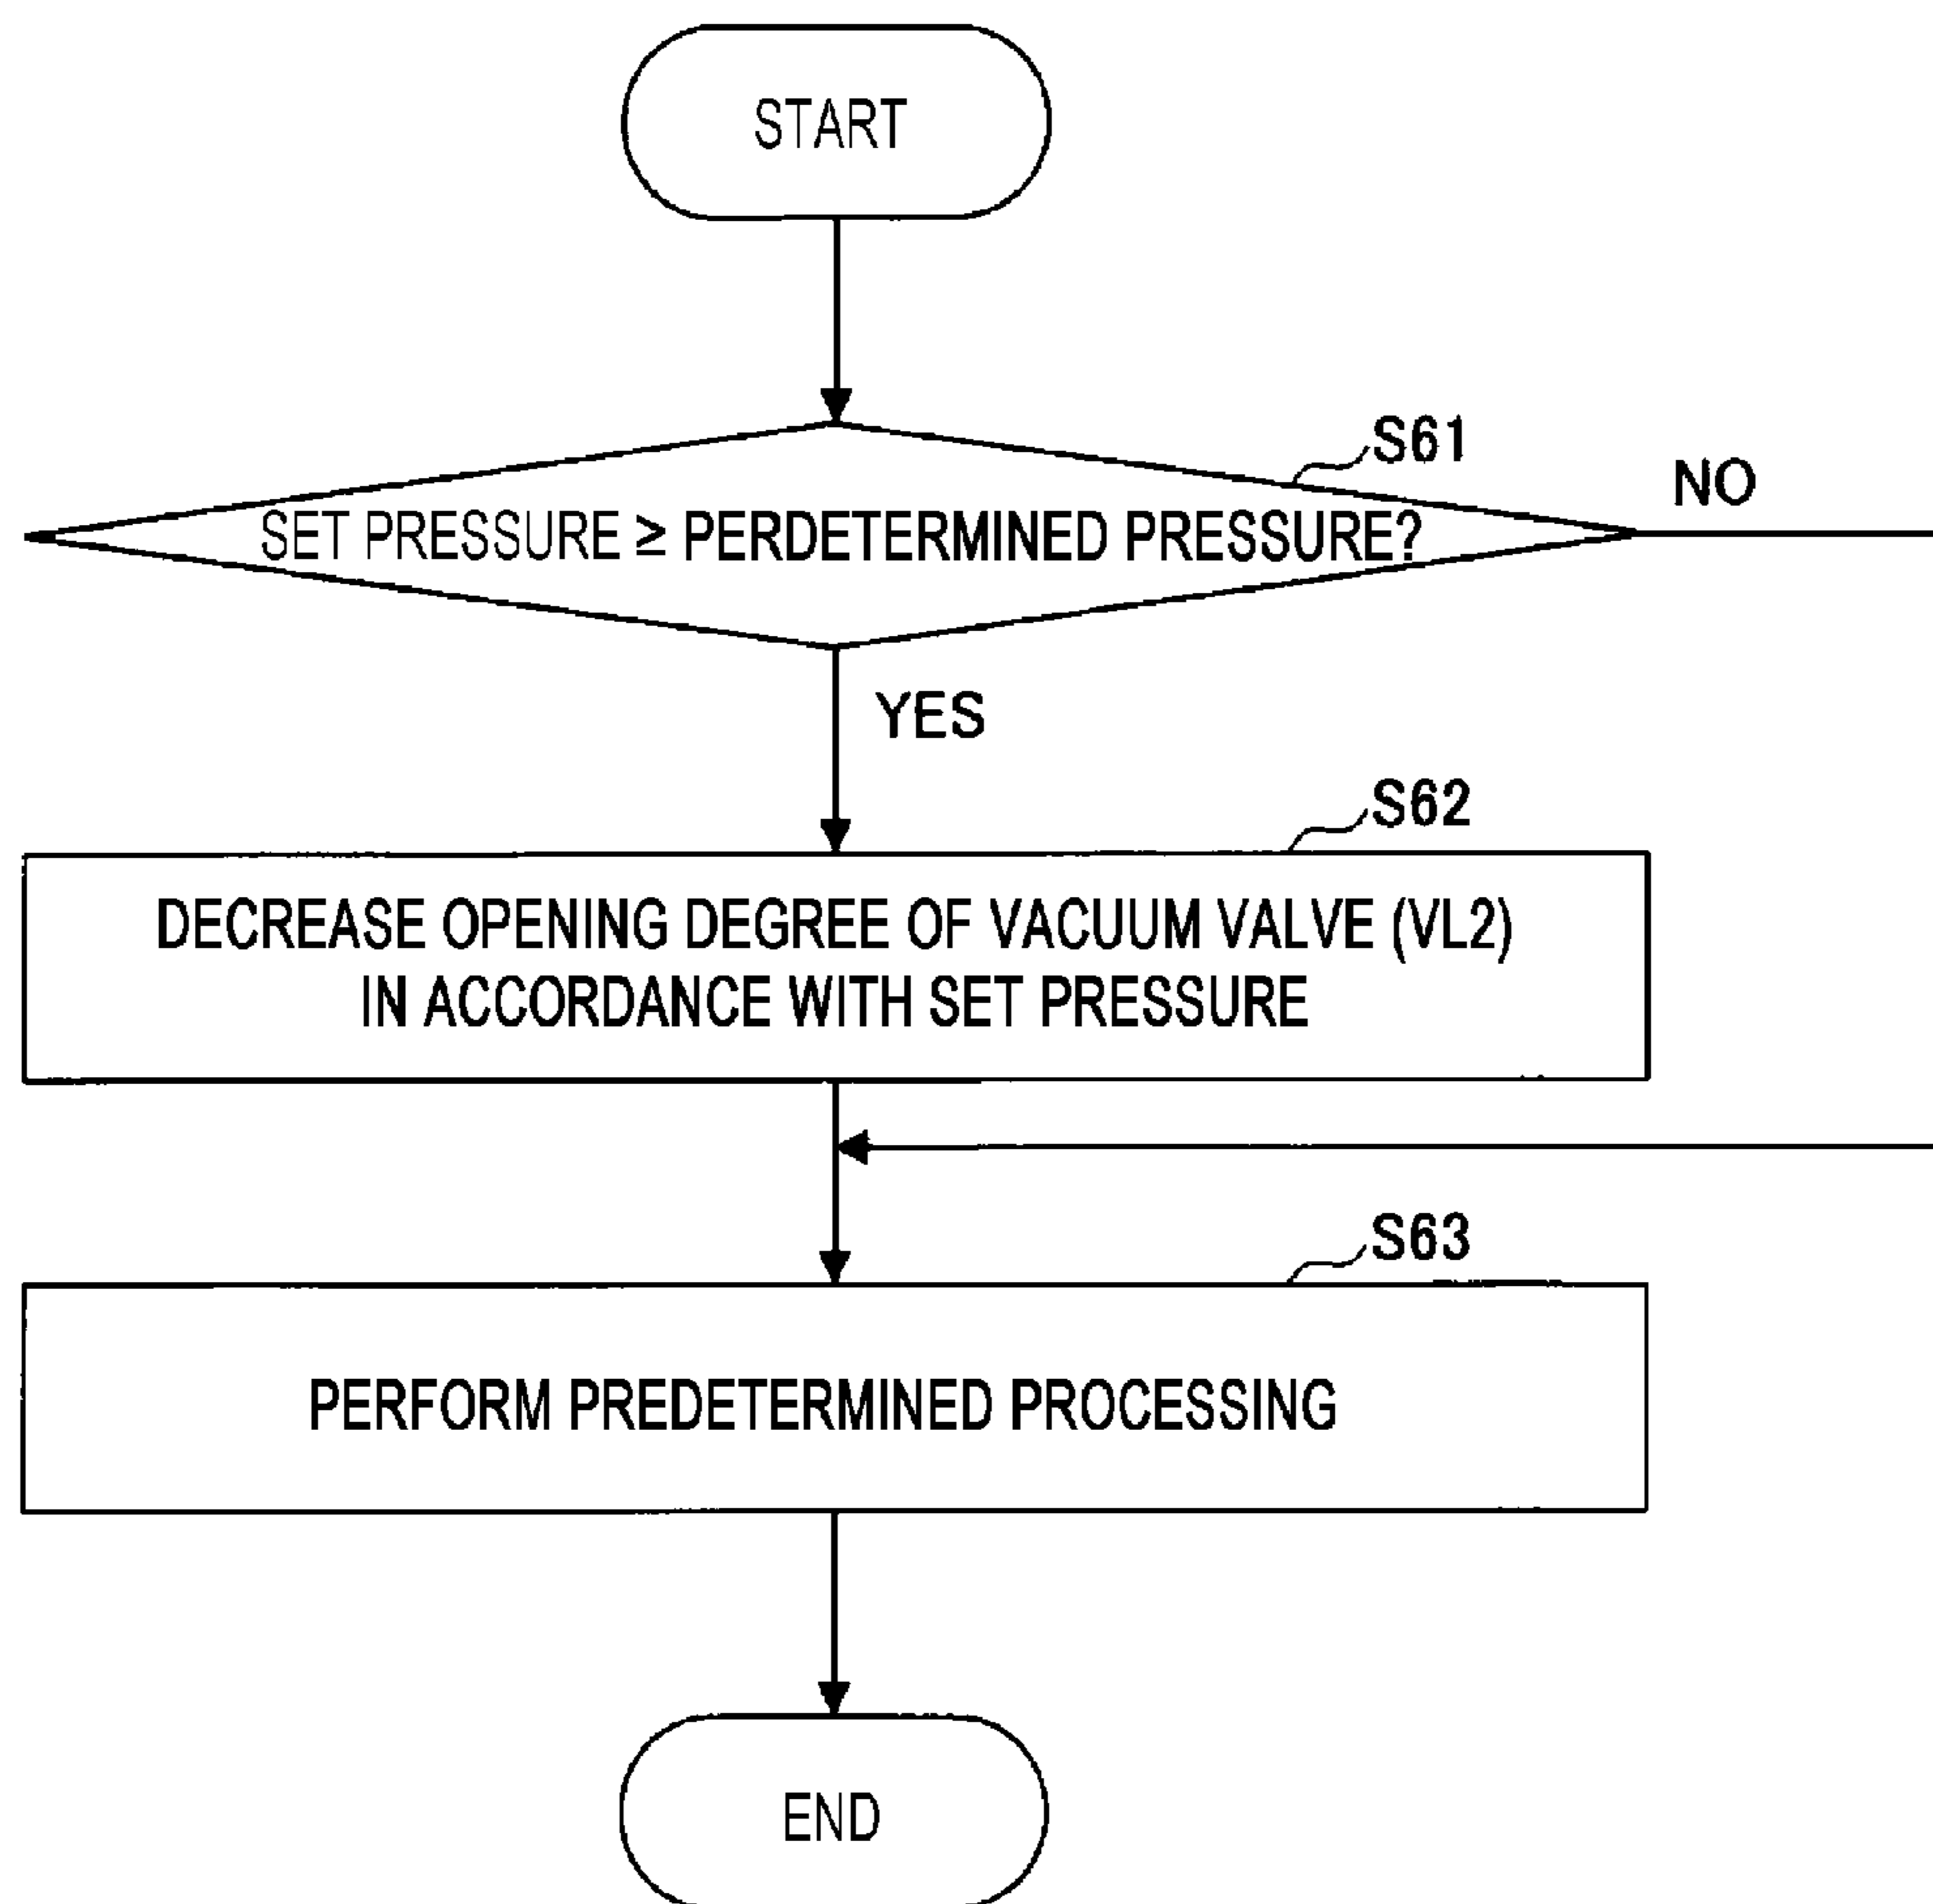 START
S61
NO
SET PRESSURE ≥ PERDETERMINED PRESSURE?
YES
S62
DECREASE OPENING DEGREE OF VACUUM VALVE (VL2)
IN ACCORDANCE WITH SET PRESSURE
S63
PERFORM PREDETERMINED PROCESSING
END